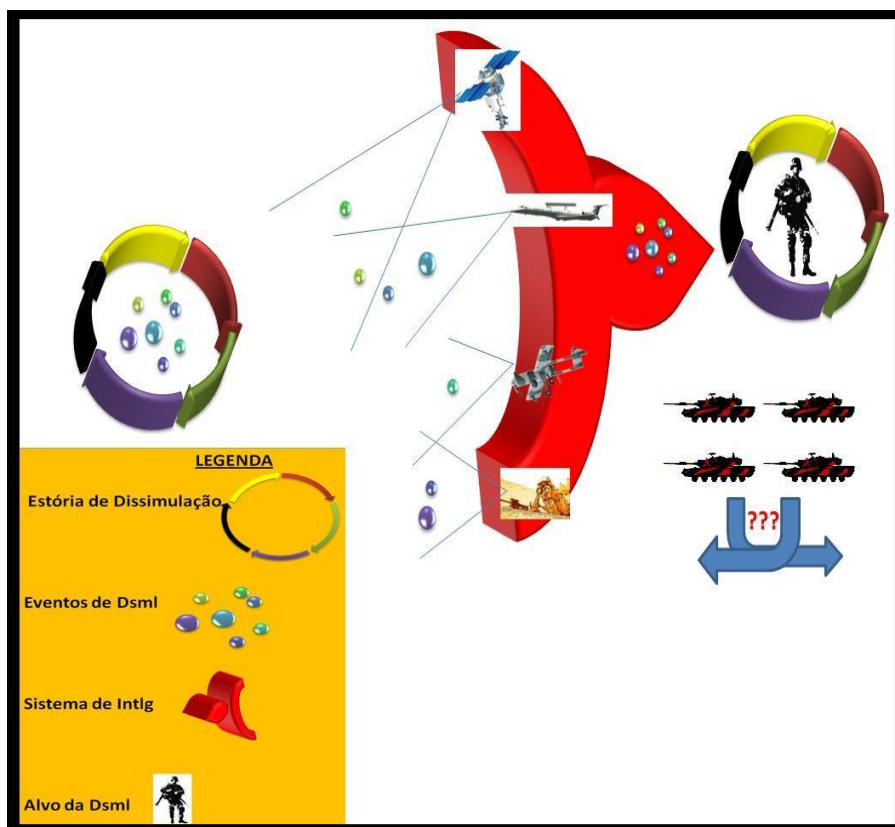 ???
LEGENDA
Estória de Dissimulação
Eventos de Dsml
Sistema de Intlg
Alvo da Dsml